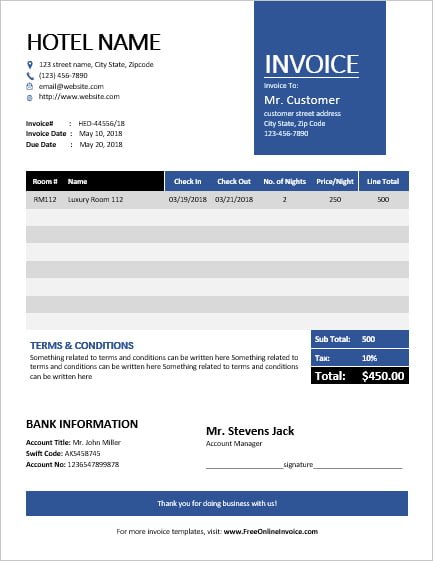 HOTEL NAME
123 street name, City, State, Zipcode
(123) 456-7890
email@website.com
http://www.website.com
INVOICE
Invoice To:
Mr. Customer
customer street address
City State, Zip Code
123-456-7890
Invoice# : HED-44556/18
Invoice Date : May 10, 2018
Due Date : May 20, 2018
Room # Name Check In Check Out No. of Nights Price/Night Line Total
RM112 Luxury Room 112 03/19/2018 03/21/2018 2 250 500
Sub Total: 500
Tax: 10%
Total: $450.00
TERMS & CONDITIONS
Something related to terms and conditions can be written here Something related to
terms and conditions can be written here Something related to terms and conditions
can be written here
BANK INFORMATION
Account Title: Mr. John Miller
Swift Code: AK5458745
Account No: 1236547899878
Mr. Stevens Jack
Account Manager
____________________signature____________________
Thank you for doing business with us!
For more invoice templates, visit: www.FreeOnlineInvoice.com